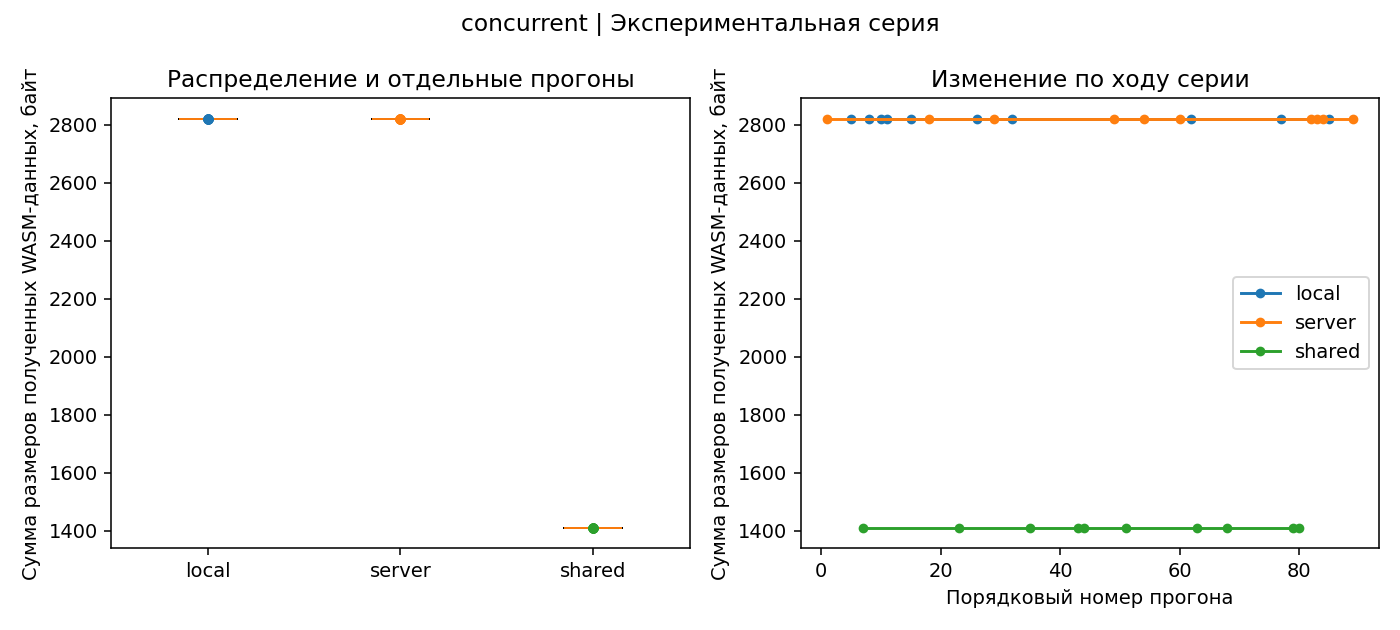 concurrent | Экспериментальная серия
Распределение и отдельные прогоны
Сумма размеров полученных WASM-данных, байт
2800
2600
2400
2200
2000
1800
1600
1400
local
server
shared
Изменение по ходу серии
Сумма размеров полученных WASM-данных, байт
2800
2600
2400
2200
2000
1800
1600
1400
local
server
shared
0
20
40
60
80
Порядковый номер прогона